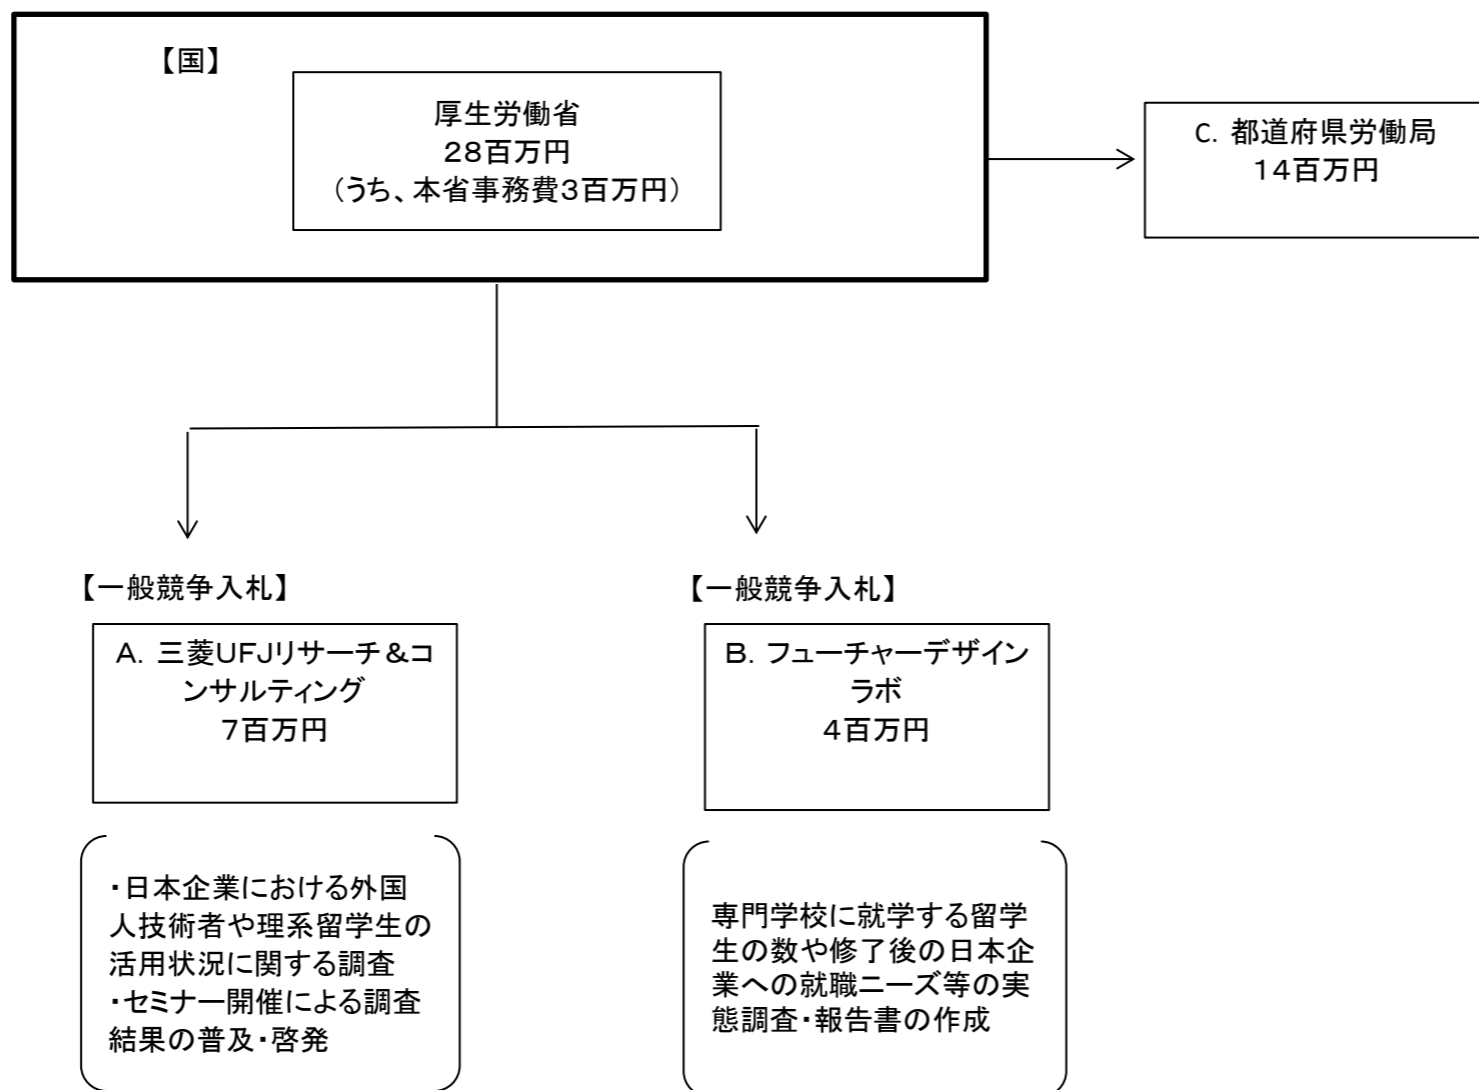 【国】
厚生労働省
28百万円
(うち、本省事務費3百万円)
C. 都道府県労働局
14百万円
【一般競争入札】
A. 三菱UFJリサーチ&コ
ンサルティング
7百万円
・日本企業における外国
人技術者や理系留学生の
活用状況に関する調査
・セミナー開催による調査
結果の普及・啓発
【一般競争入札】
B. フューチャーデザイン
ラボ
4百万円
専門学校に就学する留学
生の数や修了後の日本企
業への就職ニーズ等の実
態調査・報告書の作成